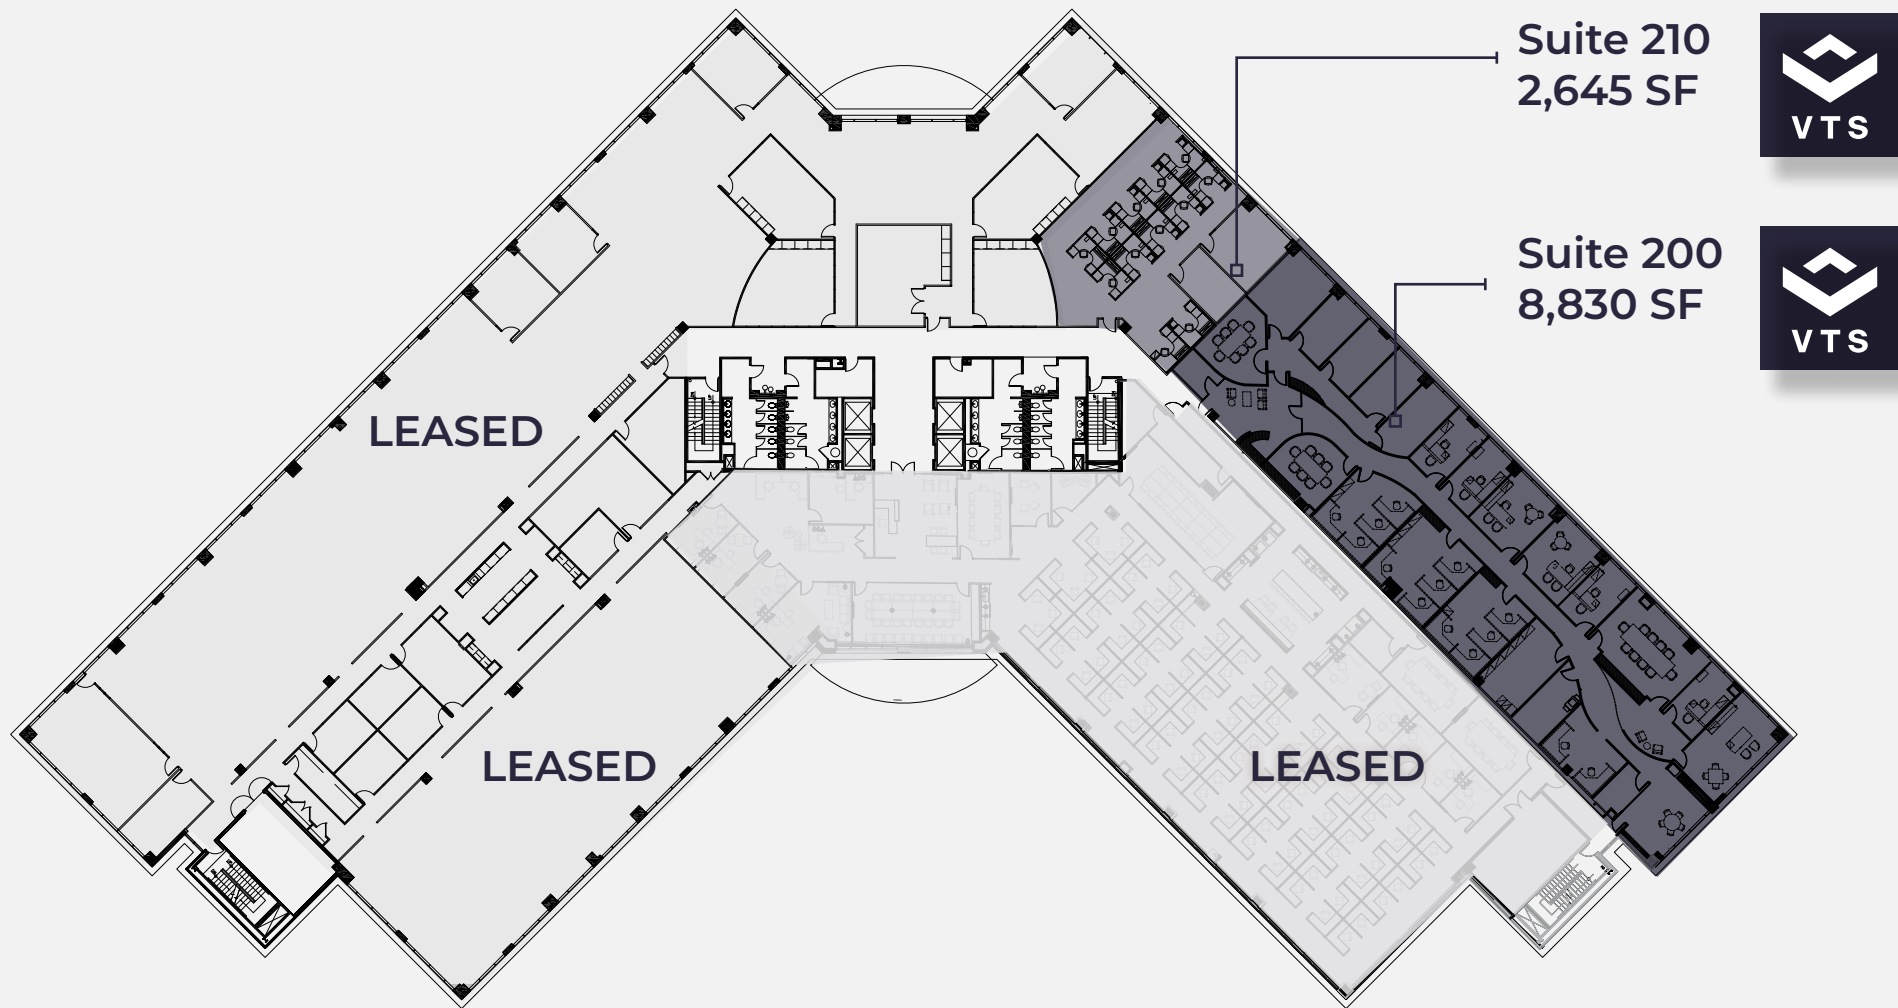 Suite 210
2,645 SF
VTS
Suite 200
8,830 SF
VTS
LEASED
LEASED
LEASED